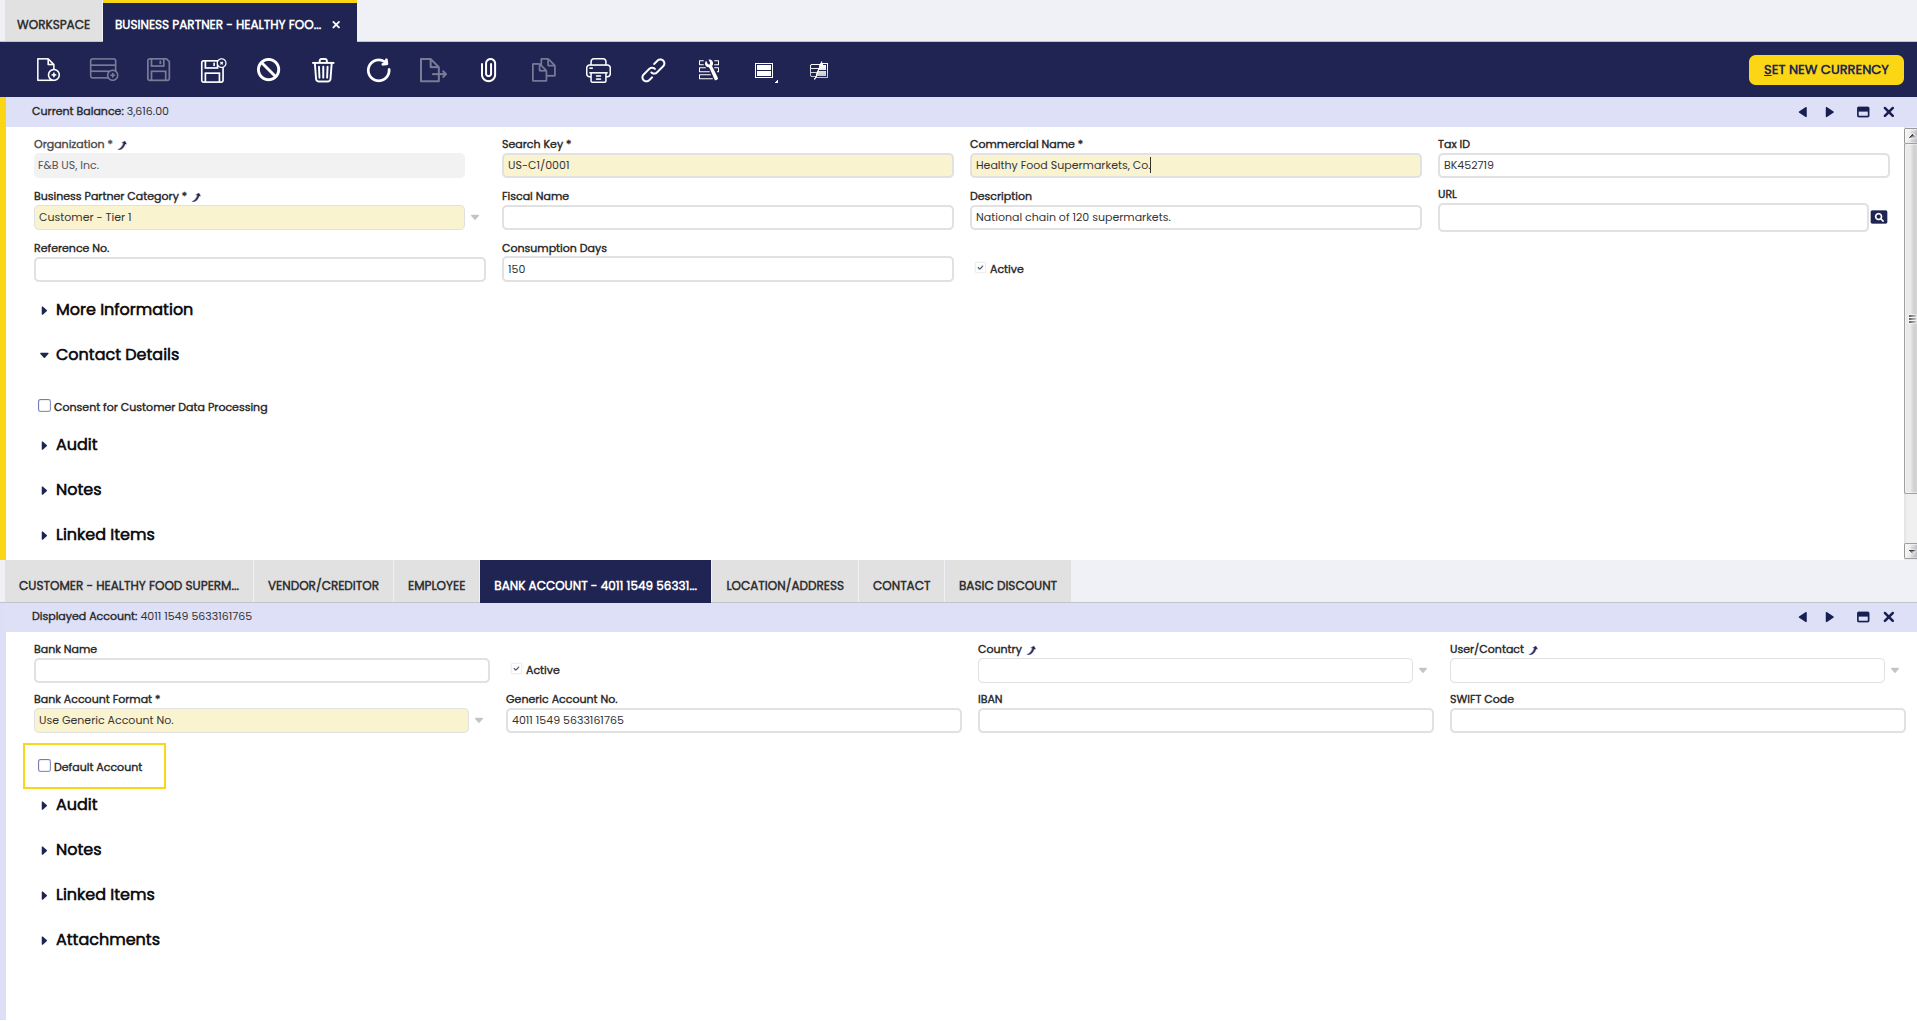 WORKSPACE
BUSINESS PARTNER - HEALTHY FOO...
SET NEW CURRENCY
Current Balance: 3,616.00
Organization *
Search Key *
Commercial Name *
Tax ID
F&B US, Inc.
US-C1/0001
Healthy Food Supermarkets, Co.
BK452719
Business Partner Category *
Fiscal Name
Description
URL
Customer - Tier 1
National chain of 120 supermarkets.
Reference No.
Consumption Days
150
Active
More Information
Contact Details
Consent for Customer Data Processing
Audit
Notes
Linked Items
CUSTOMER - HEALTHY FOOD SUPERM...
VENDOR/CREDITOR
EMPLOYEE
BANK ACCOUNT - 4011 1549 56331...
LOCATION/ADDRESS
CONTACT
BASIC DISCOUNT
Displayed Account: 4011 1549 5633161765
Bank Name
Active
Country
User/Contact
Bank Account Format *
Generic Account No.
IBAN
SWIFT Code
Use Generic Account No.
4011 1549 5633161765
Default Account
Audit
Notes
Linked Items
Attachments